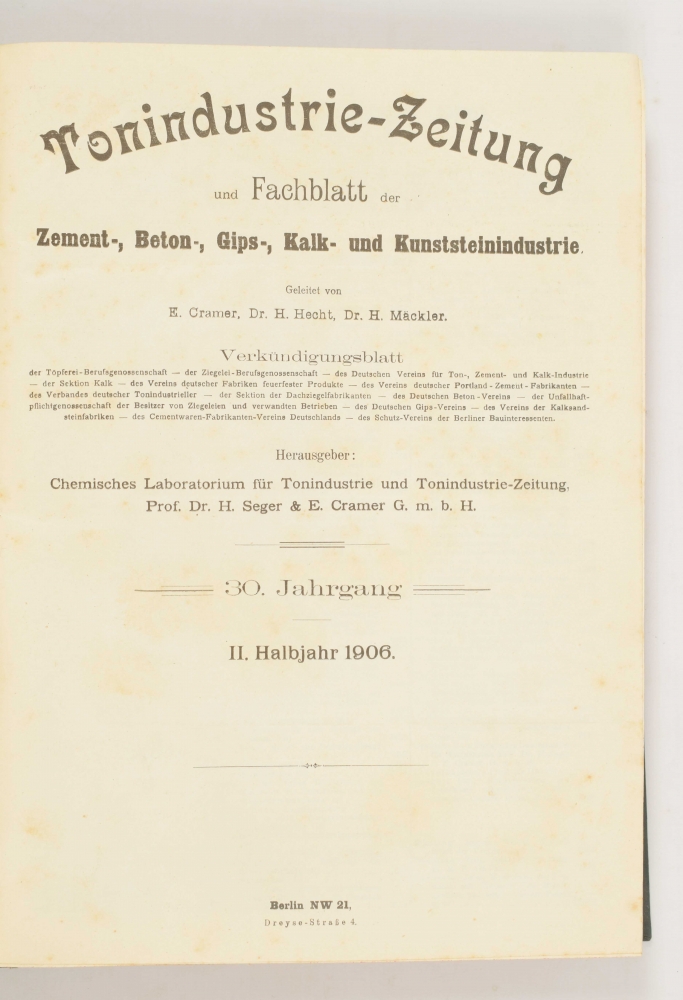 Tonindustrie-Zeitung
und Fachblatt der
Zement-, Beton-, Gips-, Kalk- und Kunststeinindustrie.
Geleitet von
E. Cramer, Dr. H. Hecht, Dr. H. Mäckler.
Verkündigungsblatt
der Töpferei-Berufsgenossenschaft — der Ziegelei-Berufsgenossenschaft — des Deutschen Vereins für Ton-, Zement- und Kalk-Industrie
— der Sektion Kalk — des Vereins deutscher Fabriken feuerfester Produkte — des Vereins deutscher Portland-Zement-Fabrikanten —
des Verbandes deutscher Tonindustrieller — der Sektion der Dachziegelfabrikanten — des Deutschen Beton-Vereins — der Unfallhaft-
pflichtgenossenschaft der Besitzer von Ziegeleien und verwandten Betrieben — des Deutschen Gips-Vereins — des Vereins der Kalksand-
steinfabriken — des Cementwaren-Fabrikanten-Vereins Deutschlands — des Schutz-Vereins der Berliner Bauinteressenten.
Herausgeber:
Chemisches Laboratorium für Tonindustrie und Tonindustrie-Zeitung,
Prof. Dr. H. Seger & E. Cramer G. m. b. H.
30. Jahrgang
II. Halbjahr 1906.
Berlin NW 21,
Dreyse-Straße 4.